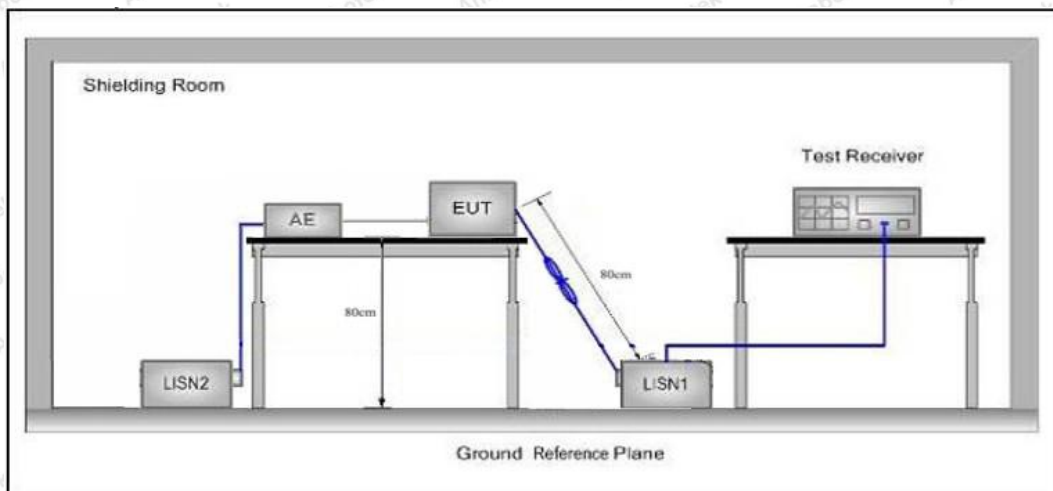 Shielding Room
Test Receiver
AE
EUT
80cm
80cm
LISN2
LISN1
Ground Reference Plane